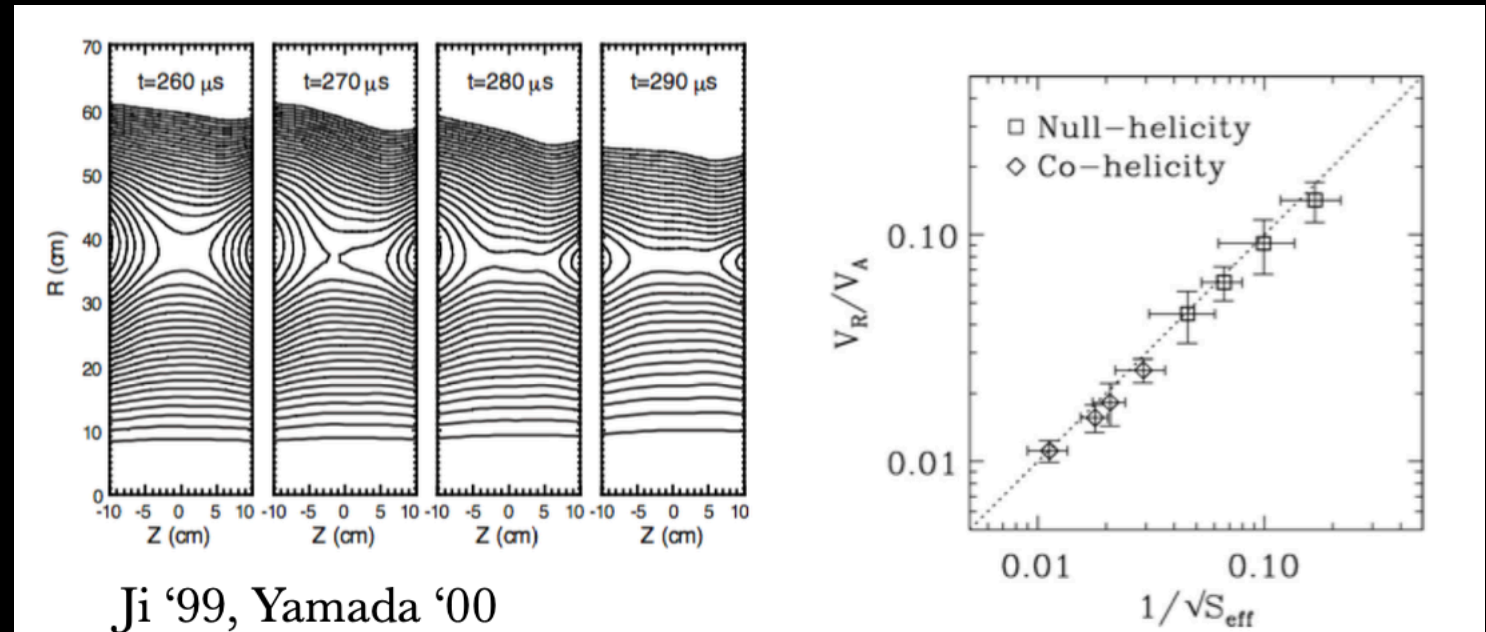 70
60
50
40
30
20
10
0
R (cm)
t=260 μs
t=270 μs
t=280 μs
t=290 μs
-10 -5 0 5 10 -10 -5 0 5 10 -10 -5 0 5 10 -10 -5 0 5 10
Z (cm) Z (cm) Z (cm) Z (cm)
Ji ‘99, Yamada ‘00
□ Null−helicity
◇ Co−helicity
0.10
0.01
V_R/V_A
0.01 0.10
1/√S_eff